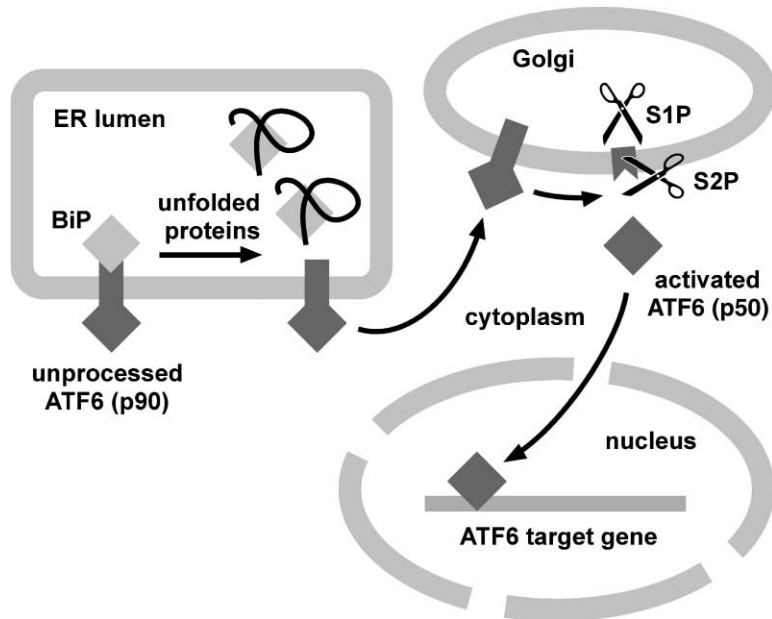 Golgi
S1P
S2P
ER lumen
BiP
unfolded
proteins
unprocessed
ATF6 (p90)
cytoplasm
activated
ATF6 (p50)
nucleus
ATF6 target gene